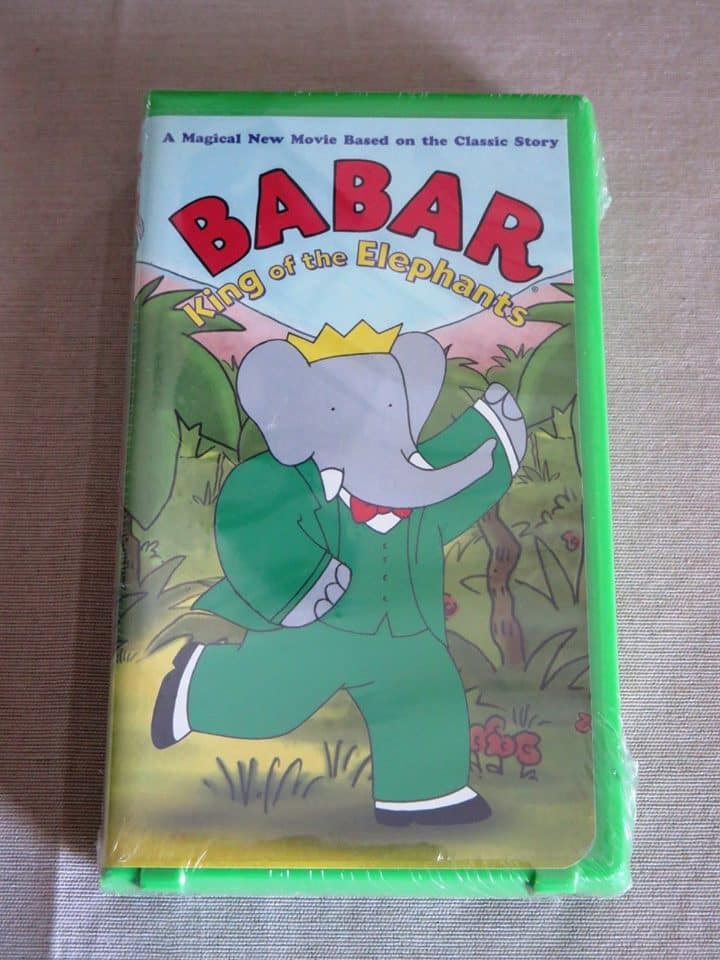 A Magical New Movie Based on the Classic Story
BABAR
King of the Elephants®